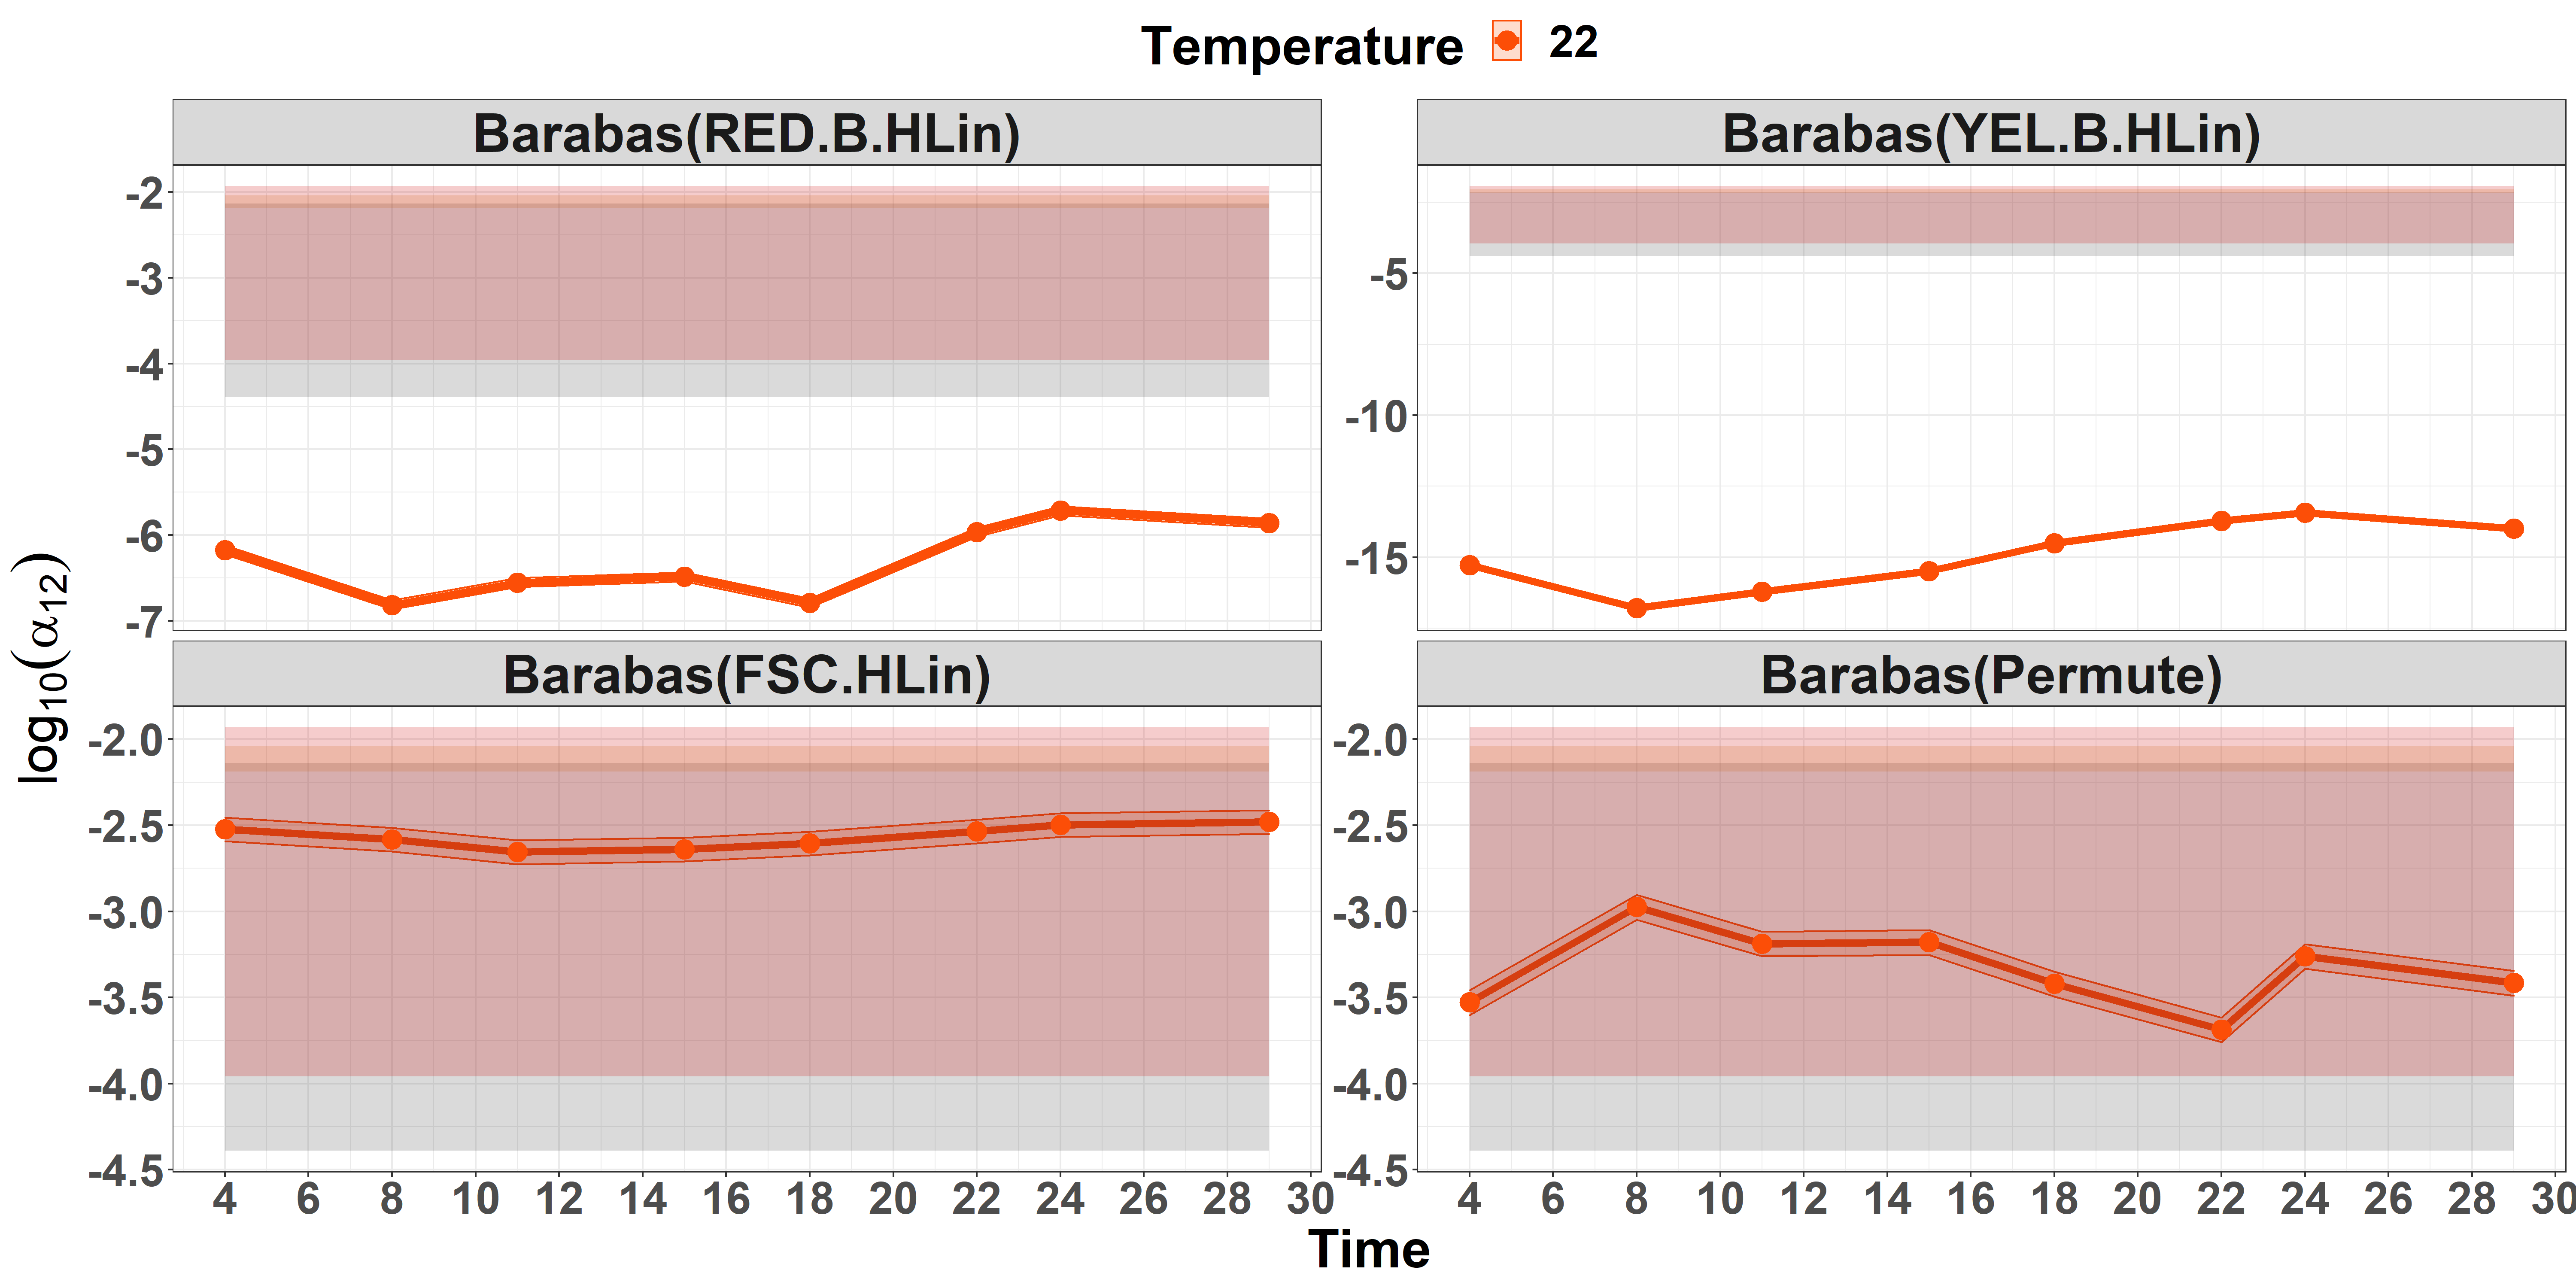 Temperature 22
Barabas(RED.B.HLin)
Barabas(YEL.B.HLin)
-2
-3
-4
-5
-6
-7
-5
-10
-15
Barabas(FSC.HLin)
Barabas(Permute)
-2.0
-2.5
-3.0
-3.5
-4.0
-4.5
-2.0
-2.5
-3.0
-3.5
-4.0
-4.5
log₁₀(α₁₂)
4 6 8 10 12 14 16 18 20 22 24 26 28 30
4 6 8 10 12 14 16 18 20 22 24 26 28 30
Time